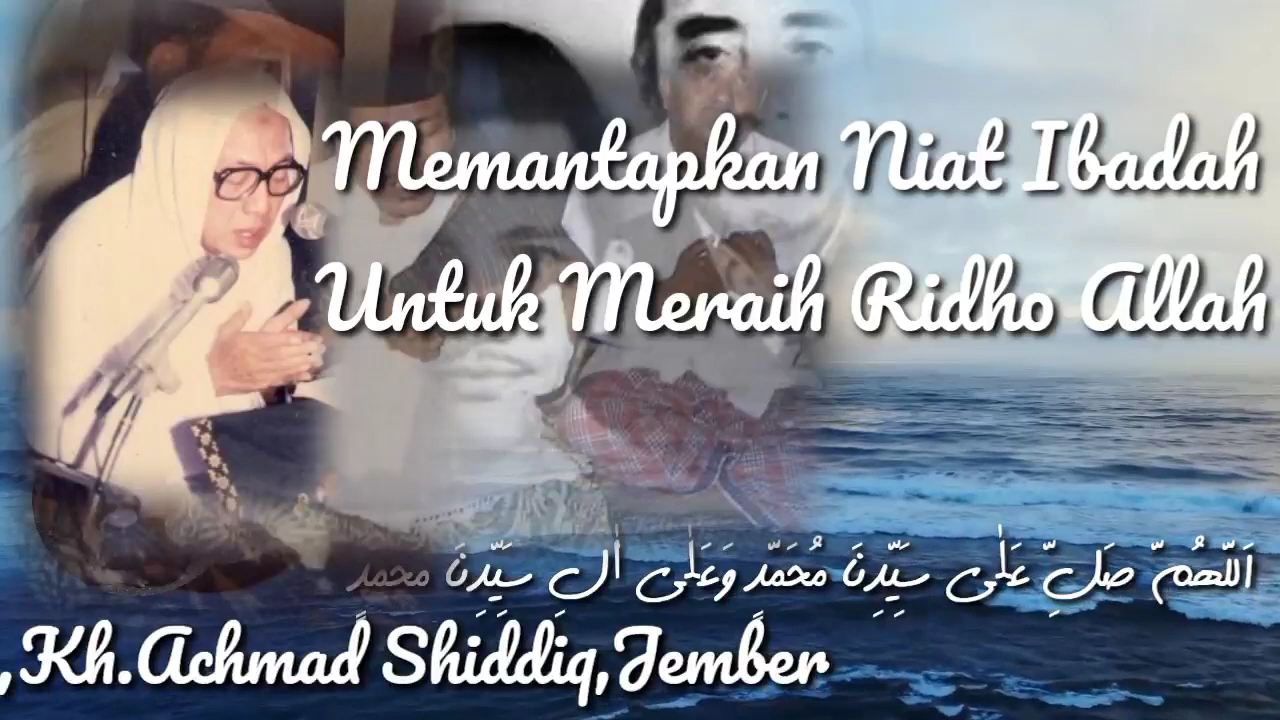 Memantapkan Niat Ibadah
Untuk Meraih Ridho Allah
اَللّٰهُمَّ صَلِّ عَلٰى سَيِّدِنَا مُحَمَّدٍ وَعَلٰى اٰلِ سَيِّدِنَا محمدٍ
,Kh.Achmad Shiddiq,Jember